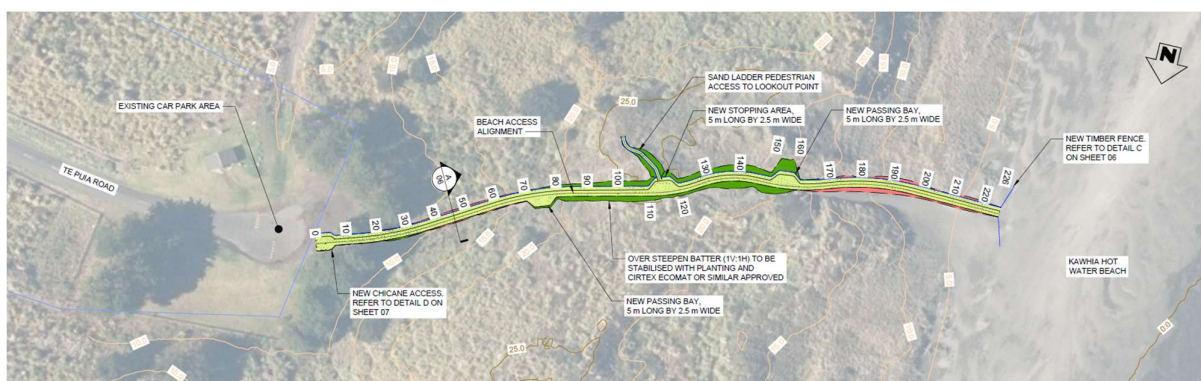 N
SAND LADDER PEDESTRIAN
ACCESS TO LOOKOUT POINT
EXISTING CAR PARK AREA
25.0
NEW STOPPING AREA,
5 m LONG BY 2.5 m WIDE
NEW PASSING BAY,
5 m LONG BY 2.5 m WIDE
BEACH ACCESS
ALIGNMENT
NEW TIMBER FENCE.
REFER TO DETAIL C
ON SHEET 06
TE PUIA ROAD
A
06
0
10
20
30
40
50
60
70
80
90
100
110
120
130
140
150
160
170
180
190
200
210
220
226
OVER STEEPEN BATTER (1V:1H) TO BE
STABILISED WITH PLANTING AND
CIRTEX ECOMAT OR SIMILAR APPROVED
KAWHIA HOT
WATER BEACH
NEW CHICANE ACCESS.
REFER TO DETAIL D ON
SHEET 07
NEW PASSING BAY,
5 m LONG BY 2.5 m WIDE
25.0
0.0